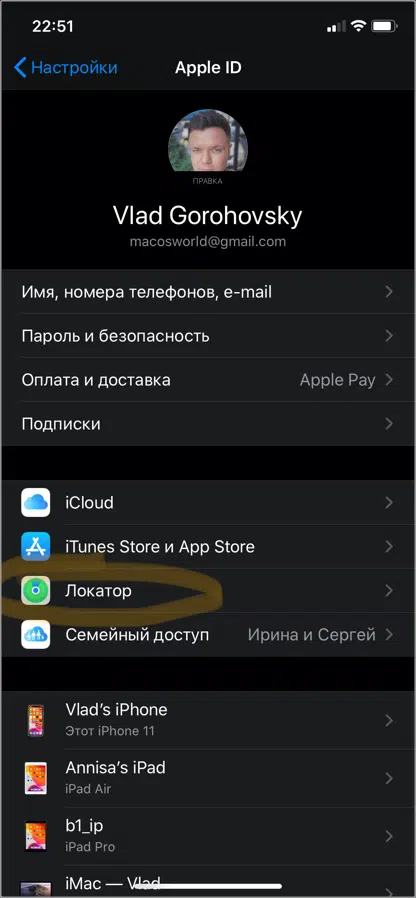 22:51
Настройки
Apple ID
ПРАВКА
Vlad Gorohovsky
macosworld@gmail.com
Имя, номера телефонов, e-mail
Пароль и безопасность
Оплата и доставка Apple Pay
Подписки
iCloud
iTunes Store и App Store
Локатор
Семейный доступ Ирина и Сергей
Vlad’s iPhone
Этот iPhone 11
Annisa’s iPad
iPad Air
b1_ip
iPad Pro
iMac — Vlad